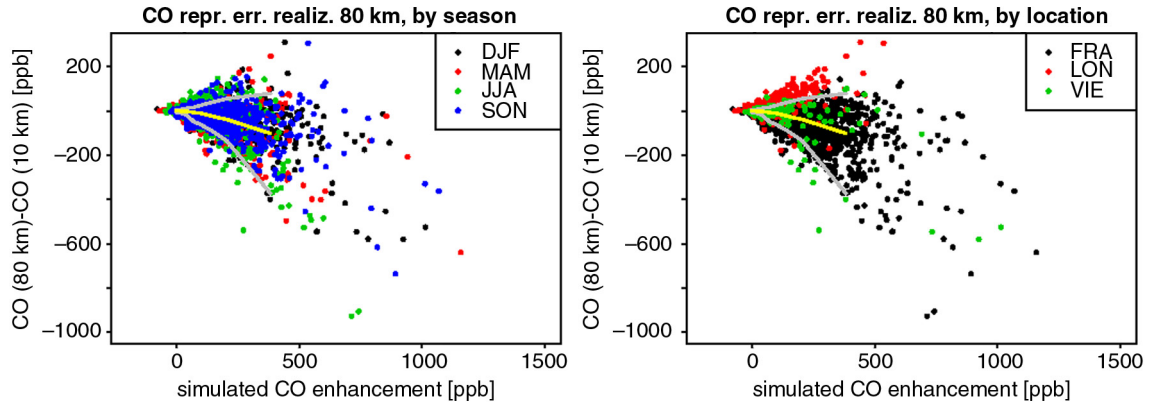 CO repr. err. realiz. 80 km, by season
CO (80 km)-CO (10 km) [ppb]
200
−200
−600
−1000
DJF
MAM
JJA
SON
0 500 1000 1500
simulated CO enhancement [ppb]
CO repr. err. realiz. 80 km, by location
CO (80 km)-CO (10 km) [ppb]
200
−200
−600
−1000
FRA
LON
VIE
0 500 1000 1500
simulated CO enhancement [ppb]